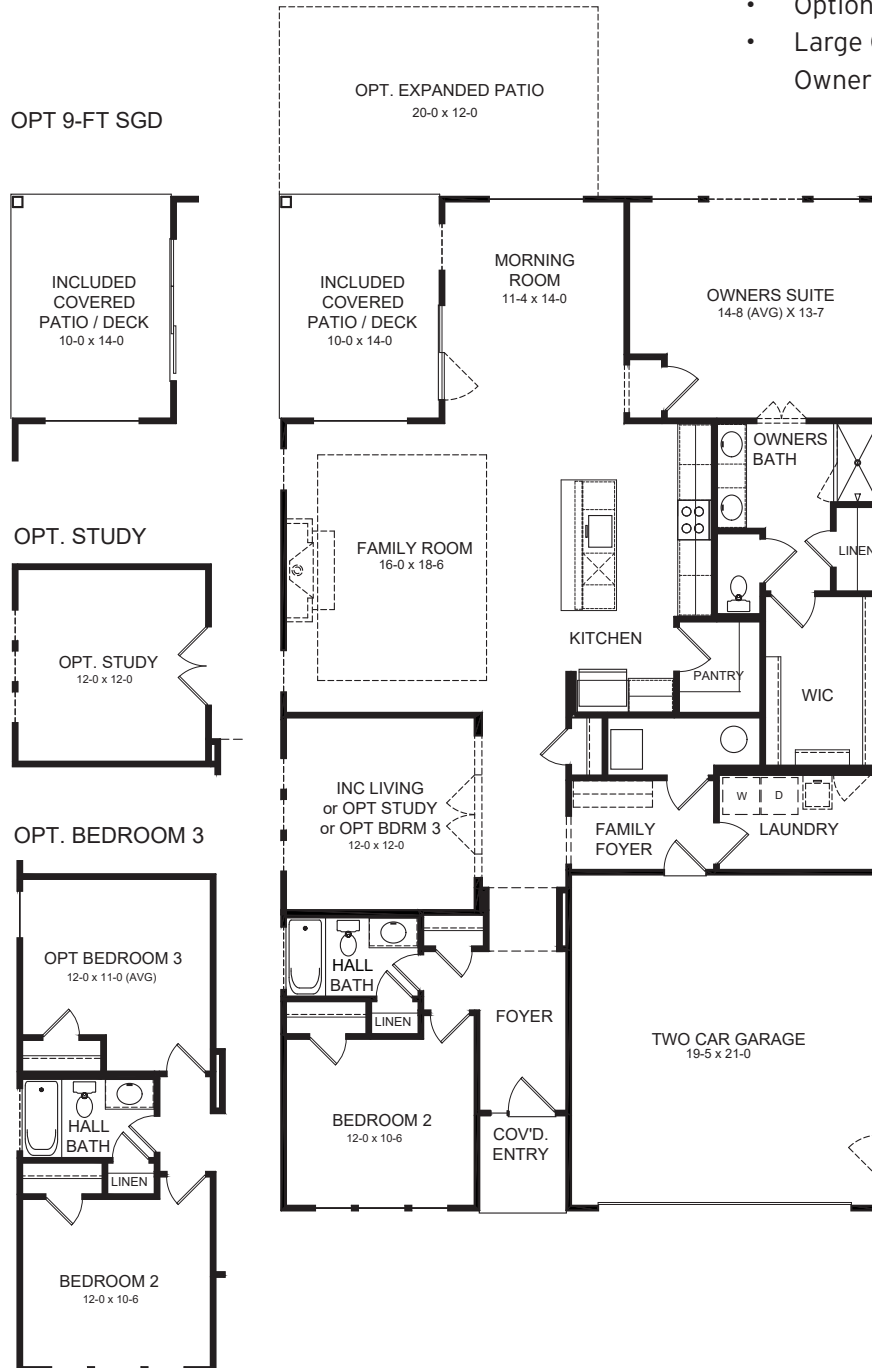 • Option
• Large
Owner
OPT. EXPANDED PATIO
20-0 x 12-0
OPT 9-FT SGD
INCLUDED
COVERED
PATIO / DECK
10-0 x 14-0
INCLUDED
COVERED
PATIO / DECK
10-0 x 14-0
MORNING
ROOM
11-4 x 14-0
OWNERS SUITE
14-8 (AVG) X 13-7
OWNERS
BATH
LINEN
OPT. STUDY
OPT. STUDY
12-0 x 12-0
FAMILY ROOM
16-0 x 18-6
KITCHEN
PANTRY
WIC
INC LIVING
or OPT STUDY
or OPT BDRM 3
12-0 x 12-0
W D
FAMILY
FOYER
LAUNDRY
OPT. BEDROOM 3
OPT BEDROOM 3
12-0 x 11-0 (AVG)
HALL
BATH
LINEN
BEDROOM 2
12-0 x 10-6
HALL
BATH
LINEN
FOYER
BEDROOM 2
12-0 x 10-6
COV'D.
ENTRY
TWO CAR GARAGE
19-5 x 21-0